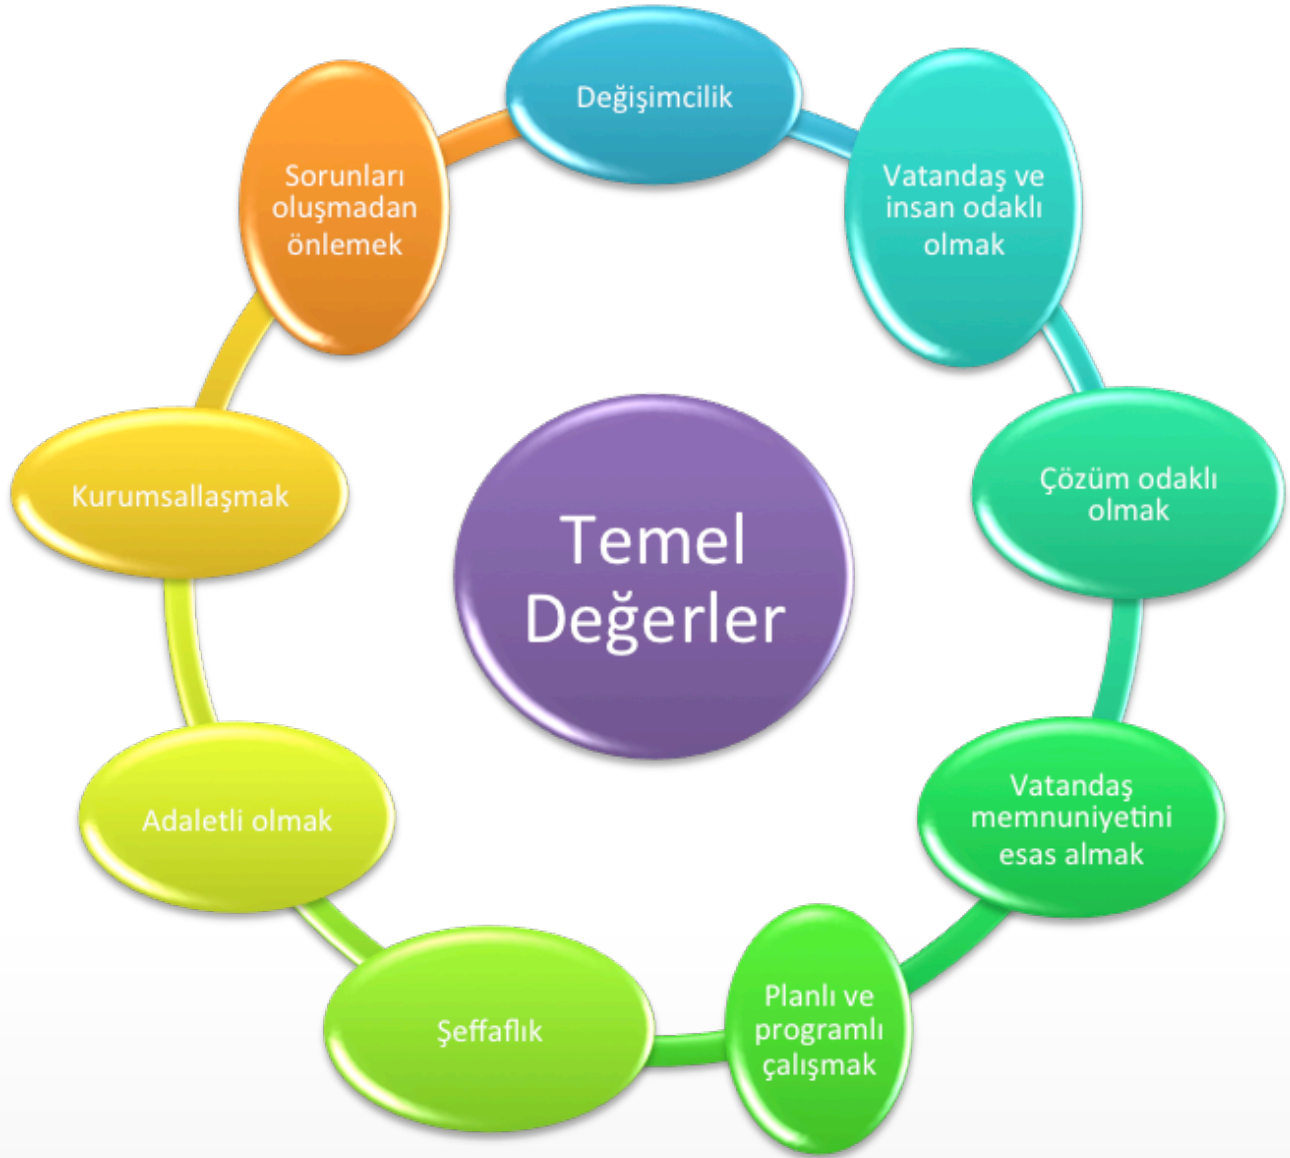 Değişimcilik
Vatandaş ve
insan odaklı
olmak
Çözüm odaklı
olmak
Vatandaş
memnuniyetini
esas almak
Planlı ve
programlı
çalışmak
Şeffaflık
Adaletli olmak
Kurumsallaşmak
Sorunları
oluşmadan
önlemek
Temel
Değerler